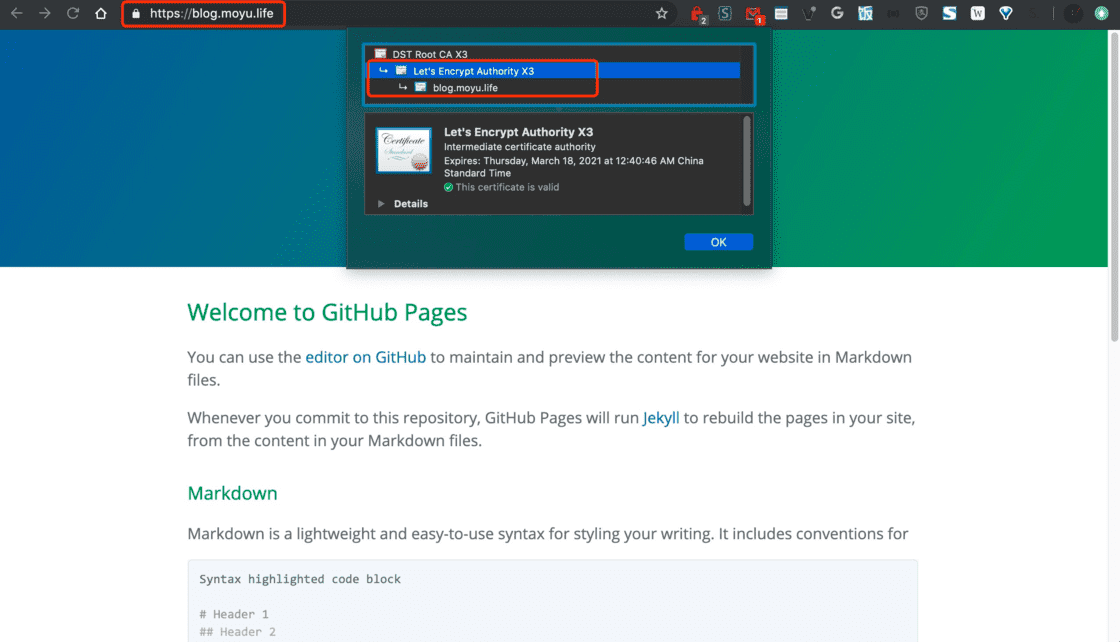 https://blog.moyu.life
2
1
DST Root CA X3
Let's Encrypt Authority X3
blog.moyu.life
Certificate
Standard
Let's Encrypt Authority X3
Intermediate certificate authority
Expires: Thursday, March 18, 2021 at 12:40:46 AM China
Standard Time
This certificate is valid
Details
OK
Welcome to GitHub Pages
You can use the editor on GitHub to maintain and preview the content for your website in Markdown
files.
Whenever you commit to this repository, GitHub Pages will run Jekyll to rebuild the pages in your site,
from the content in your Markdown files.
Markdown
Markdown is a lightweight and easy-to-use syntax for styling your writing. It includes conventions for
Syntax highlighted code block
# Header 1
## Header 2